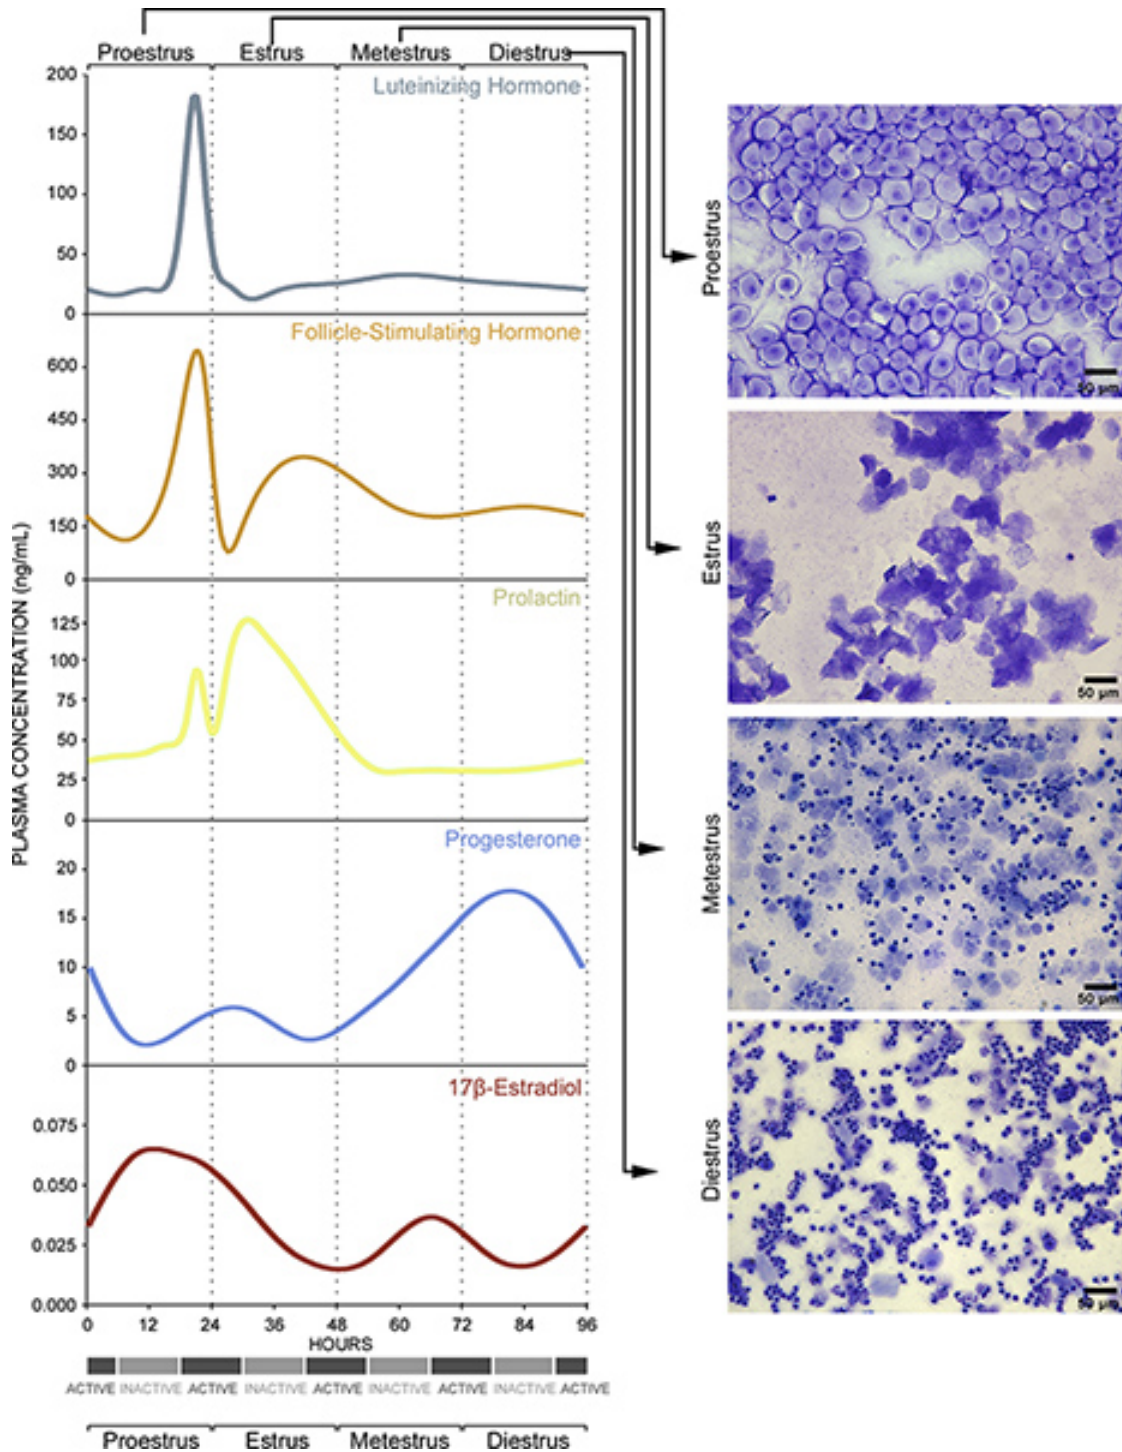 Proestrus Estrus Metestrus Diestrus
200
Luteinizing Hormone
150
100
50
0
Follicle-Stimulating Hormone
600
450
300
150
0
Prolactin
125
100
75
50
25
0
Progesterone
20
15
10
5
0
17β-Estradiol
0.075
0.050
0.025
0.000
PLASMA CONCENTRATION (ng/mL)
0 12 24 36 48 60 72 84 96
HOURS
ACTIVE INACTIVE ACTIVE INACTIVE ACTIVE INACTIVE ACTIVE INACTIVE ACTIVE
Proestrus Estrus Metestrus Diestrus
Proestrus
50 µm
Estrus
50 µm
Metestrus
50 µm
Diestrus
50 µm